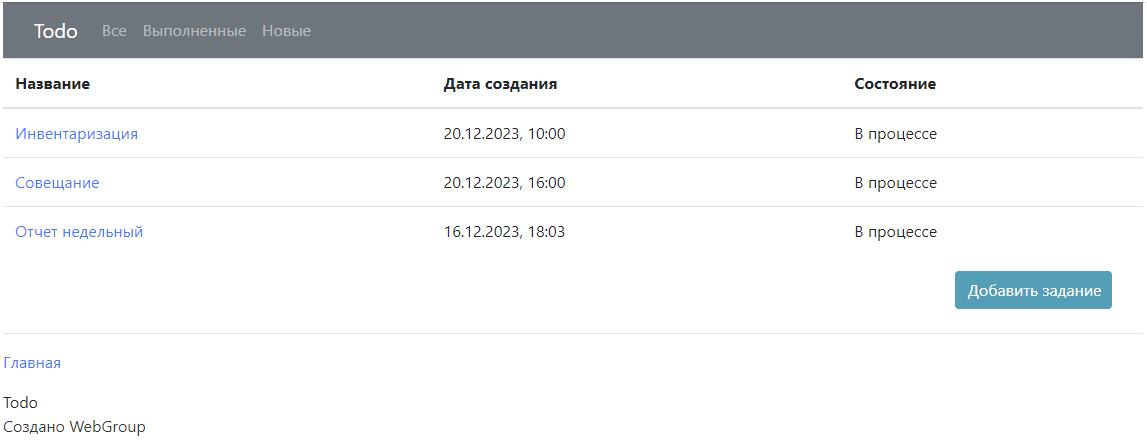 Todo Все Выполненные Новые
Название Дата создания Состояние
Инвентаризация 20.12.2023, 10:00 В процессе
Совещание 20.12.2023, 16:00 В процессе
Отчет недельный 16.12.2023, 18:03 В процессе
Добавить задание
Главная
Todo
Создано WebGroup